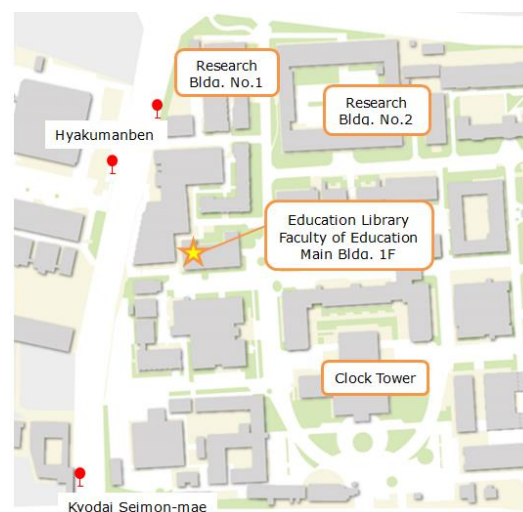 Research
Bldg. No.1
Research
Bldg. No.2
Hyakumanben
Education Library
Faculty of Education
Main Bldg. 1F
Clock Tower
Kyodai Seimon-mae